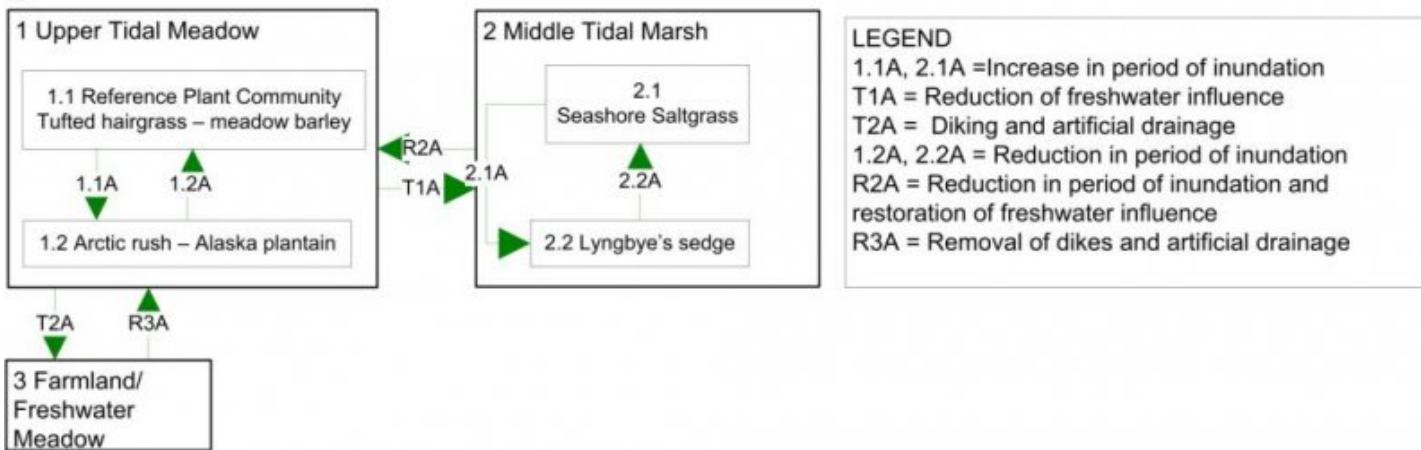 1 Upper Tidal Meadow
1.1 Reference Plant Community
Tufted hairgrass – meadow barley
1.1A
1.2A
1.2 Arctic rush – Alaska plantain
R2A
T1A
2 Middle Tidal Marsh
2.1
Seashore Saltgrass
2.1A
2.2A
2.2 Lyngbye's sedge
T2A
R3A
3 Farmland/
Freshwater
Meadow
LEGEND
1.1A, 2.1A =Increase in period of inundation
T1A = Reduction of freshwater influence
T2A = Diking and artificial drainage
1.2A, 2.2A = Reduction in period of inundation
R2A = Reduction in period of inundation and
restoration of freshwater influence
R3A = Removal of dikes and artificial drainage